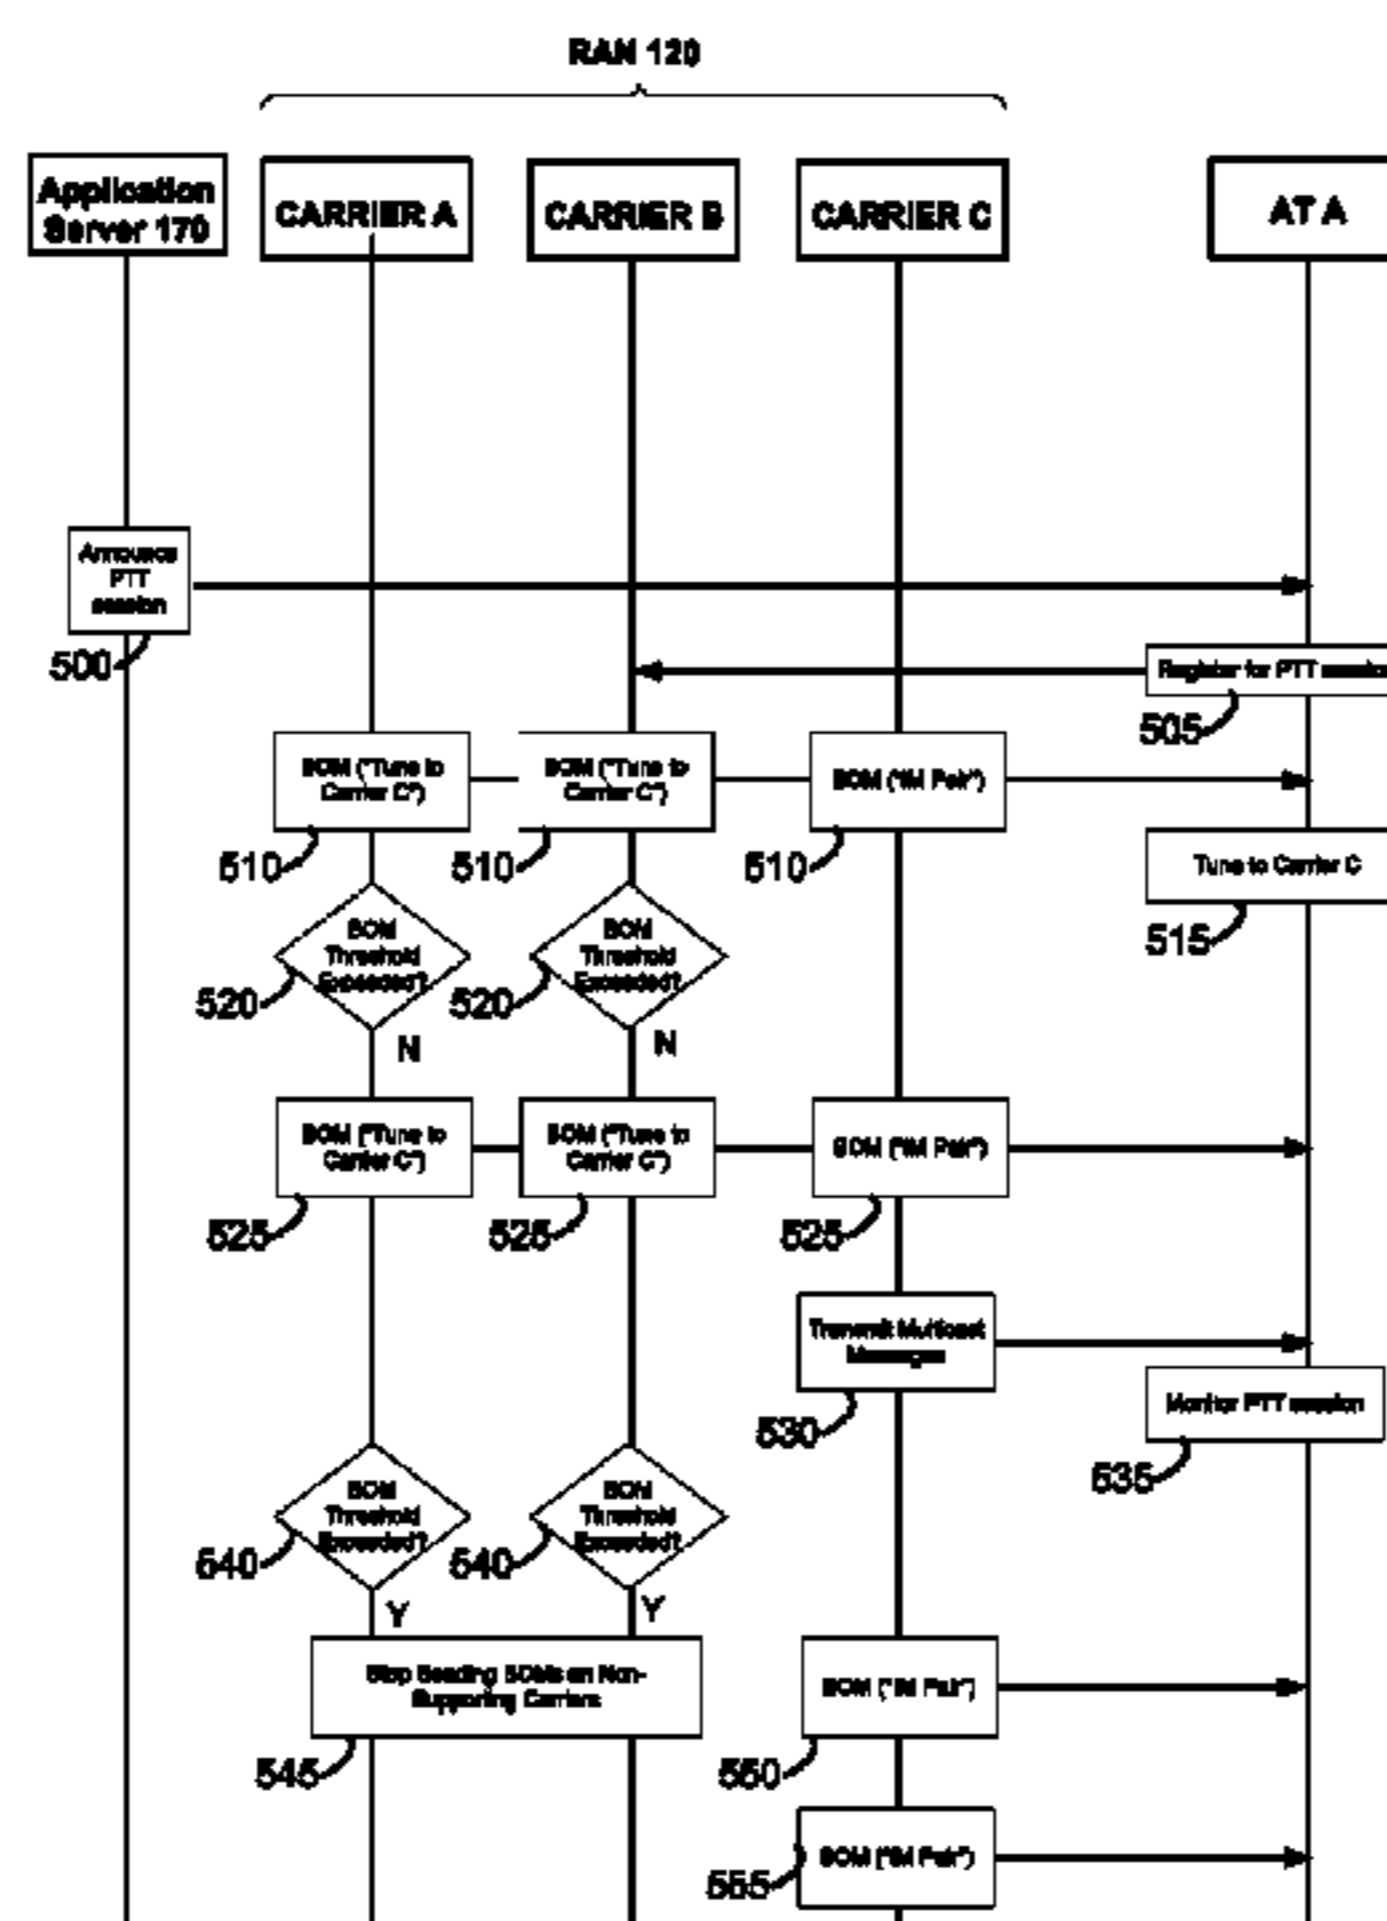 RAN 120
Application
Server 170
CARRIER A
CARRIER B
CARRIER C
AT A
Announce
PTT
session
500
Register for PTT session
505
BOM ("Tune to
Carrier C")
BOM ("Tune to
Carrier C")
BOM ("IM Pair")
510
510
510
Tune to Carrier C
515
BOM
Threshold
Exceeded?
520
BOM
Threshold
Exceeded?
520
N
N
BOM ("Tune to
Carrier C")
BOM ("Tune to
Carrier C")
BOM ("IM Pair")
525
525
525
Transmit Multicast
Messages
530
Monitor PTT session
535
BOM
Threshold
Exceeded?
540
BOM
Threshold
Exceeded?
540
Y
Y
Stop Sending BOMs on Non-
Supporting Carriers
545
BOM ("IM Pair")
550
BOM ("IM Pair")
555